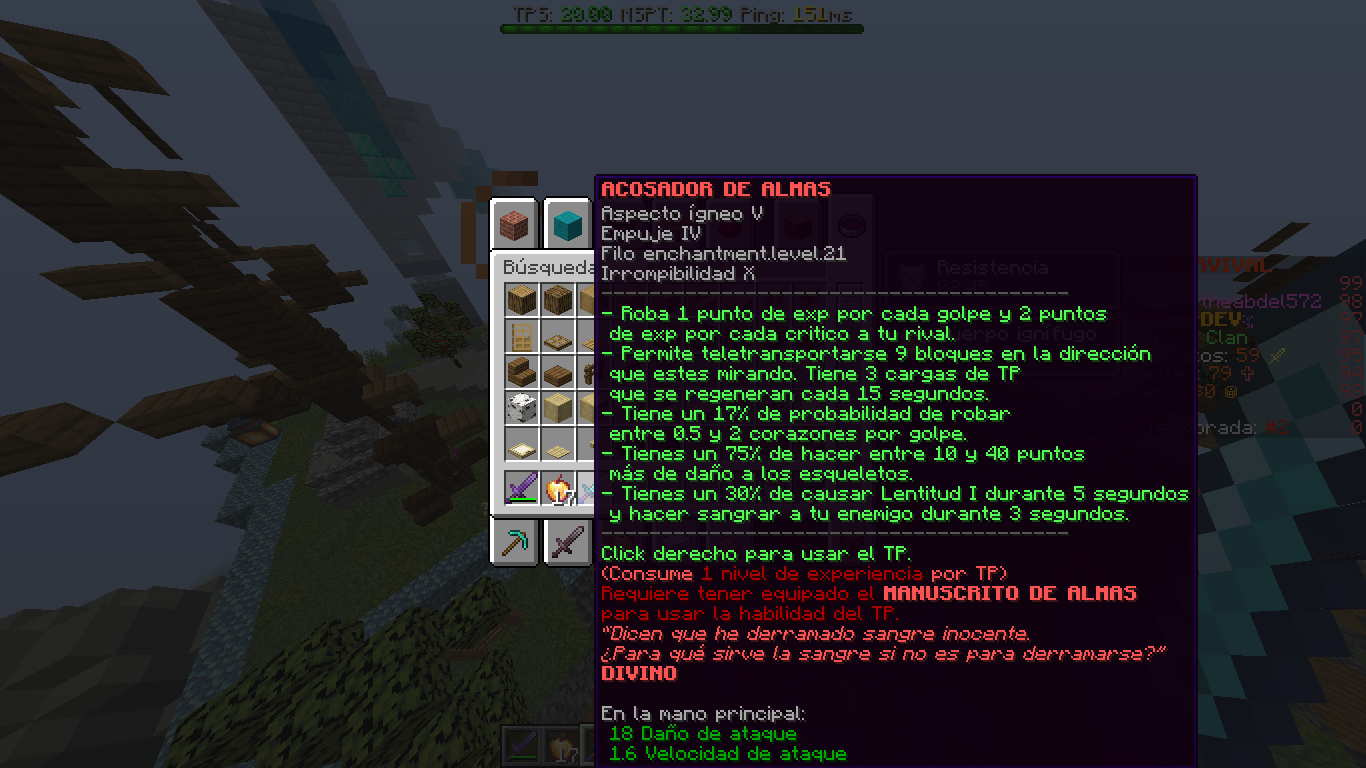 TPS: 20.00 MSPT: 32.99 Ping: 151ms
ACOSADOR DE ALMAS
Aspecto ígneo V
Empuje IV
Filo enchantment.level.21
Irrompibilidad X
Búsqueda
Resistencia
- Roba 1 punto de exp por cada golpe y 2 puntos
de exp por cada critico a tu rival.
ignífugo
- Permite teletransportarse 9 bloques en la dirección
que estes mirando. Tiene 3 cargas de TP
que se regeneran cada 15 segundos.
- Tiene un 17% de probabilidad de robar
entre 0.5 y 2 corazones por golpe.
- Tienes un 75% de hacer entre 10 y 40 puntos
más de daño a los esqueletos.
- Tienes un 30% de causar Lentitud I durante 5 segundos
y hacer sangrar a tu enemigo durante 3 segundos.
Click derecho para usar el TP.
(Consume 1 nivel de experiencia por TP)
Requiere tener equipado el MANUSCRITO DE ALMAS
para usar la habilidad del TP.
"Dicen que he derramado sangre inocente.
¿Para qué sirve la sangre si no es para derramarse?"
DIVINO
En la mano principal:
18 Daño de ataque
1.6 Velocidad de ataque
17
17
99
98
DEV
Clan
59
79
#2